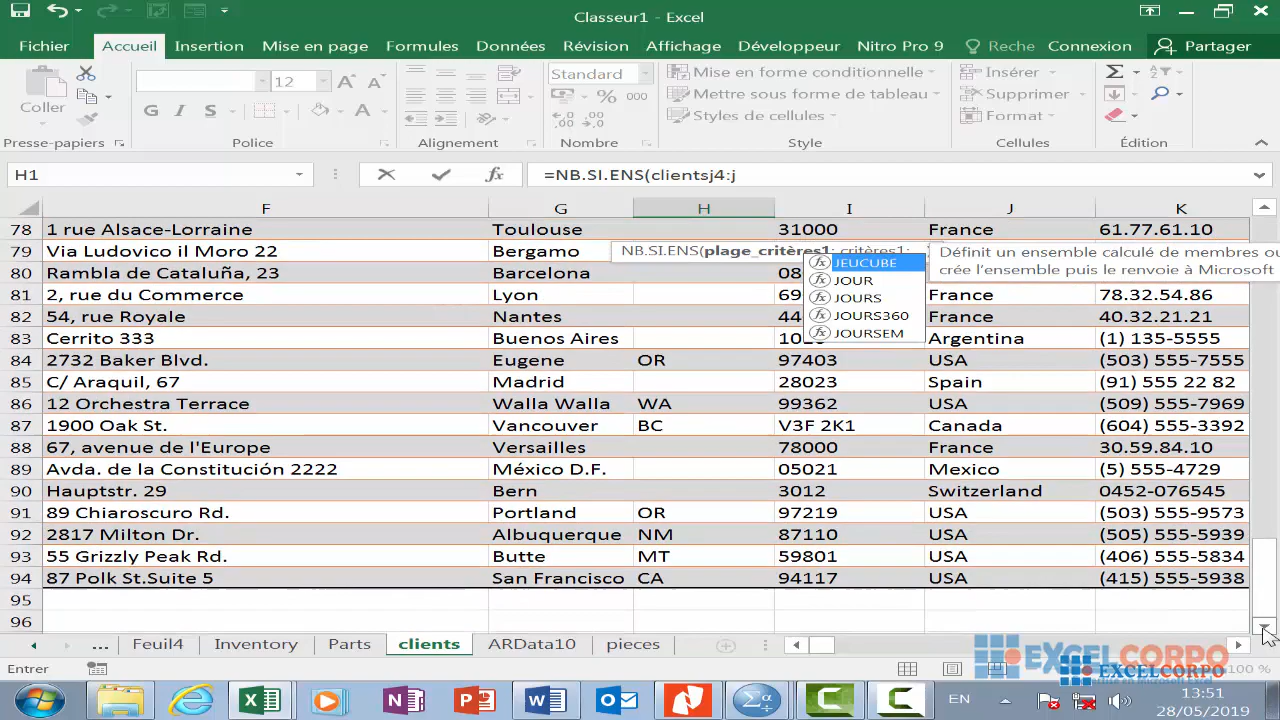 Classeur1 - Excel
Fichier Accueil Insertion Mise en page Formules Données Révision Affichage Développeur Nitro Pro 9 Reche Connexion Partager
12 Standard Mise en forme conditionnelle Insérer
Coller G I S % 000 Mettre sous forme de tableau Supprimer
Styles de cellules Format
Presse-papiers Police Alignement Nombre Style Cellules Édition
H1 =NB.SI.ENS(clientsj4:j
F G H I J K
78 1 rue Alsace-Lorraine Toulouse 31000 France 61.77.61.10
79 Via Ludovico il Moro 22 Bergamo NB.SI.ENS(plage_critères1; critères1; Définit un ensemble calculé de membres ou
80 Rambla de Cataluña, 23 Barcelona 08 JEUCUBE crée l'ensemble puis le renvoie à Microsoft
JOUR
81 2, rue du Commerce Lyon 69 JOURS France 78.32.54.86
82 54, rue Royale Nantes 44 JOURS360 France 40.32.21.21
83 Cerrito 333 Buenos Aires JOURSEM Argentina (1) 135-5555
84 2732 Baker Blvd. Eugene OR 97403 USA (503) 555-7555
85 C/ Araquil, 67 Madrid 28023 Spain (91) 555 22 82
86 12 Orchestra Terrace Walla Walla WA 99362 USA (509) 555-7969
87 1900 Oak St. Vancouver BC V3F 2K1 Canada (604) 555-3392
88 67, avenue de l'Europe Versailles 78000 France 30.59.84.10
89 Avda. de la Constitución 2222 México D.F. 05021 Mexico (5) 555-4729
90 Hauptstr. 29 Bern 3012 Switzerland 0452-076545
91 89 Chiaroscuro Rd. Portland OR 97219 USA (503) 555-9573
92 2817 Milton Dr. Albuquerque NM 87110 USA (505) 555-5939
93 55 Grizzly Peak Rd. Butte MT 59801 USA (406) 555-5834
94 87 Polk St.Suite 5 San Francisco CA 94117 USA (415) 555-5938
95
96
... Feuil4 Inventory Parts clients ARData10 pieces
EXCELCORPO
Entrer EXCELCORPO 100 %
EN 13:51
28/05/2019